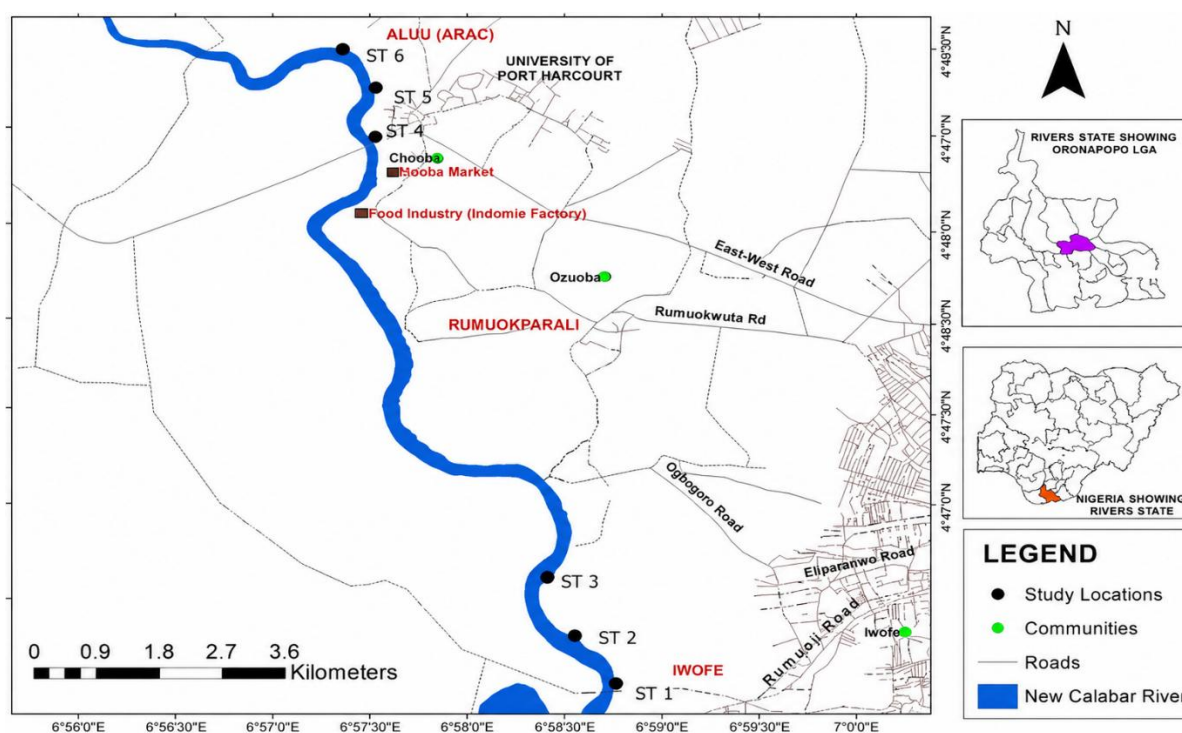 ALUU (ARAC)
ST 6
UNIVERSITY OF
PORT HARCOURT
ST 5
ST 4
Chooba
Mooba Market
Food Industry (Indomie Factory)
East-West Road
Ozuoba
RUMUOKPARALI
Rumuokwuta Rd
Ogbogoro Road
ST 3
Eliparanwo Road
ST 2
Iwofe
Rumuoji Road
IWOFE
ST 1
0 0.9 1.8 2.7 3.6
Kilometers
6°56'0"E 6°56'30"E 6°57'0"E 6°57'30"E 6°58'0"E 6°58'30"E 6°59'0"E 6°59'30"E 7°0'0"E
4°49'30"N
4°47'0"N
4°48'0"N
4°48'30"N
4°47'30"N
4°47'0"N
N
RIVERS STATE SHOWING
ORONAPOPO LGA
NIGERIA SHOWING
RIVERS STATE
LEGEND
Study Locations
Communities
Roads
New Calabar River